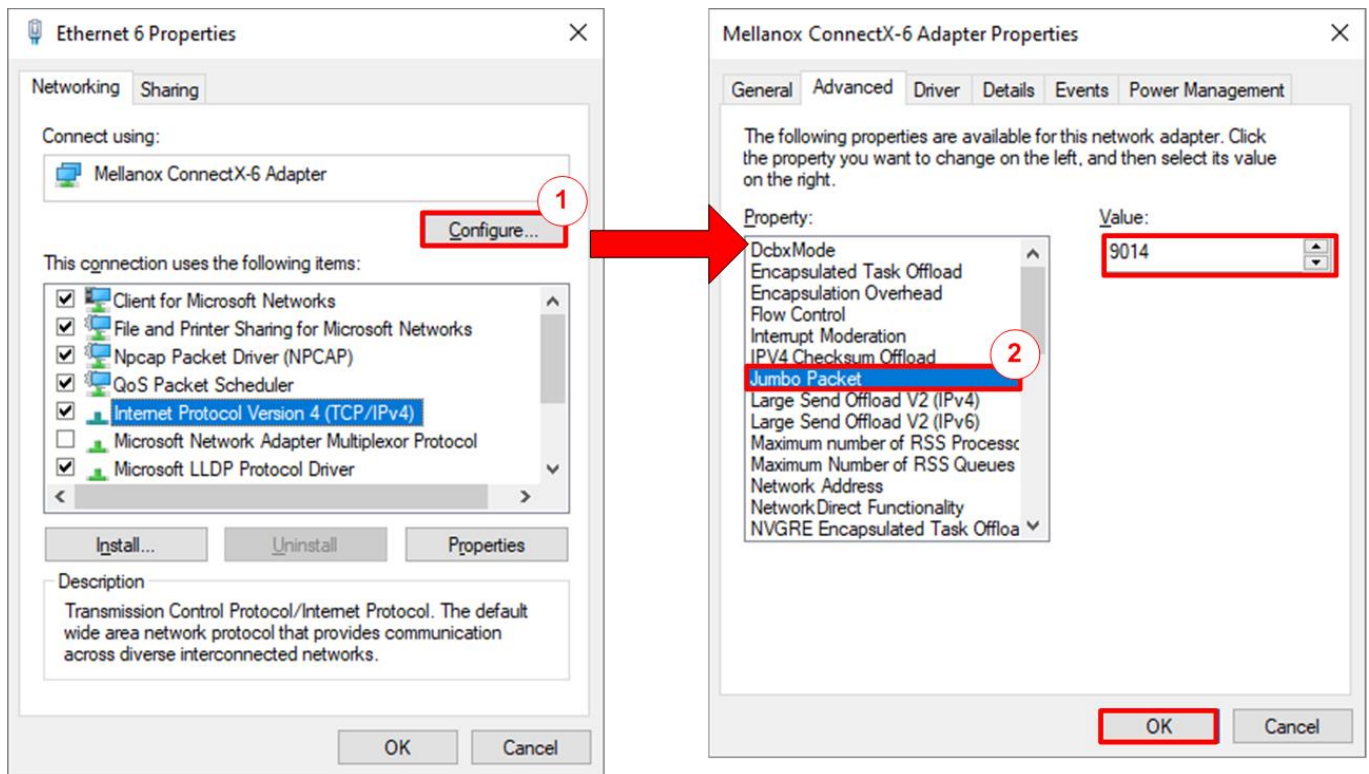 Ethernet 6 Properties
Networking Sharing
Connect using:
Mellanox ConnectX-6 Adapter
1
Configure...
This connection uses the following items:
Client for Microsoft Networks
File and Printer Sharing for Microsoft Networks
Npcap Packet Driver (NPCAP)
QoS Packet Scheduler
Internet Protocol Version 4 (TCP/IPv4)
Microsoft Network Adapter Multiplexor Protocol
Microsoft LLDP Protocol Driver
Install... Uninstall Properties
Description
Transmission Control Protocol/Internet Protocol. The default
wide area network protocol that provides communication
across diverse interconnected networks.
OK Cancel
Mellanox ConnectX-6 Adapter Properties
General Advanced Driver Details Events Power Management
The following properties are available for this network adapter. Click
the property you want to change on the left, and then select its value
on the right.
Property:
Value:
DcbxMode
9014
Encapsulated Task Offload
Encapsulation Overhead
Flow Control
Interrupt Moderation
IPV4 Checksum Offload
2
Jumbo Packet
Large Send Offload V2 (IPv4)
Large Send Offload V2 (IPv6)
Maximum number of RSS Processc
Maximum Number of RSS Queues
Network Address
NetworkDirect Functionality
NVGRE Encapsulated Task Offloa
OK Cancel